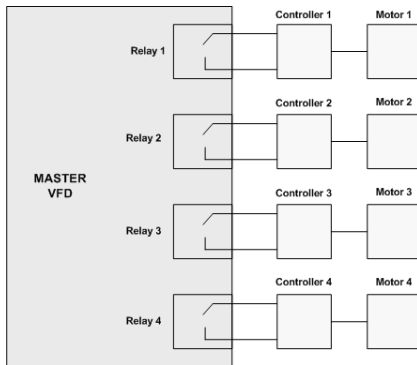 Controller 1 Motor 1
Relay 1
Controller 2 Motor 2
Relay 2
MASTER
VFD
Controller 3 Motor 3
Relay 3
Controller 4 Motor 4
Relay 4